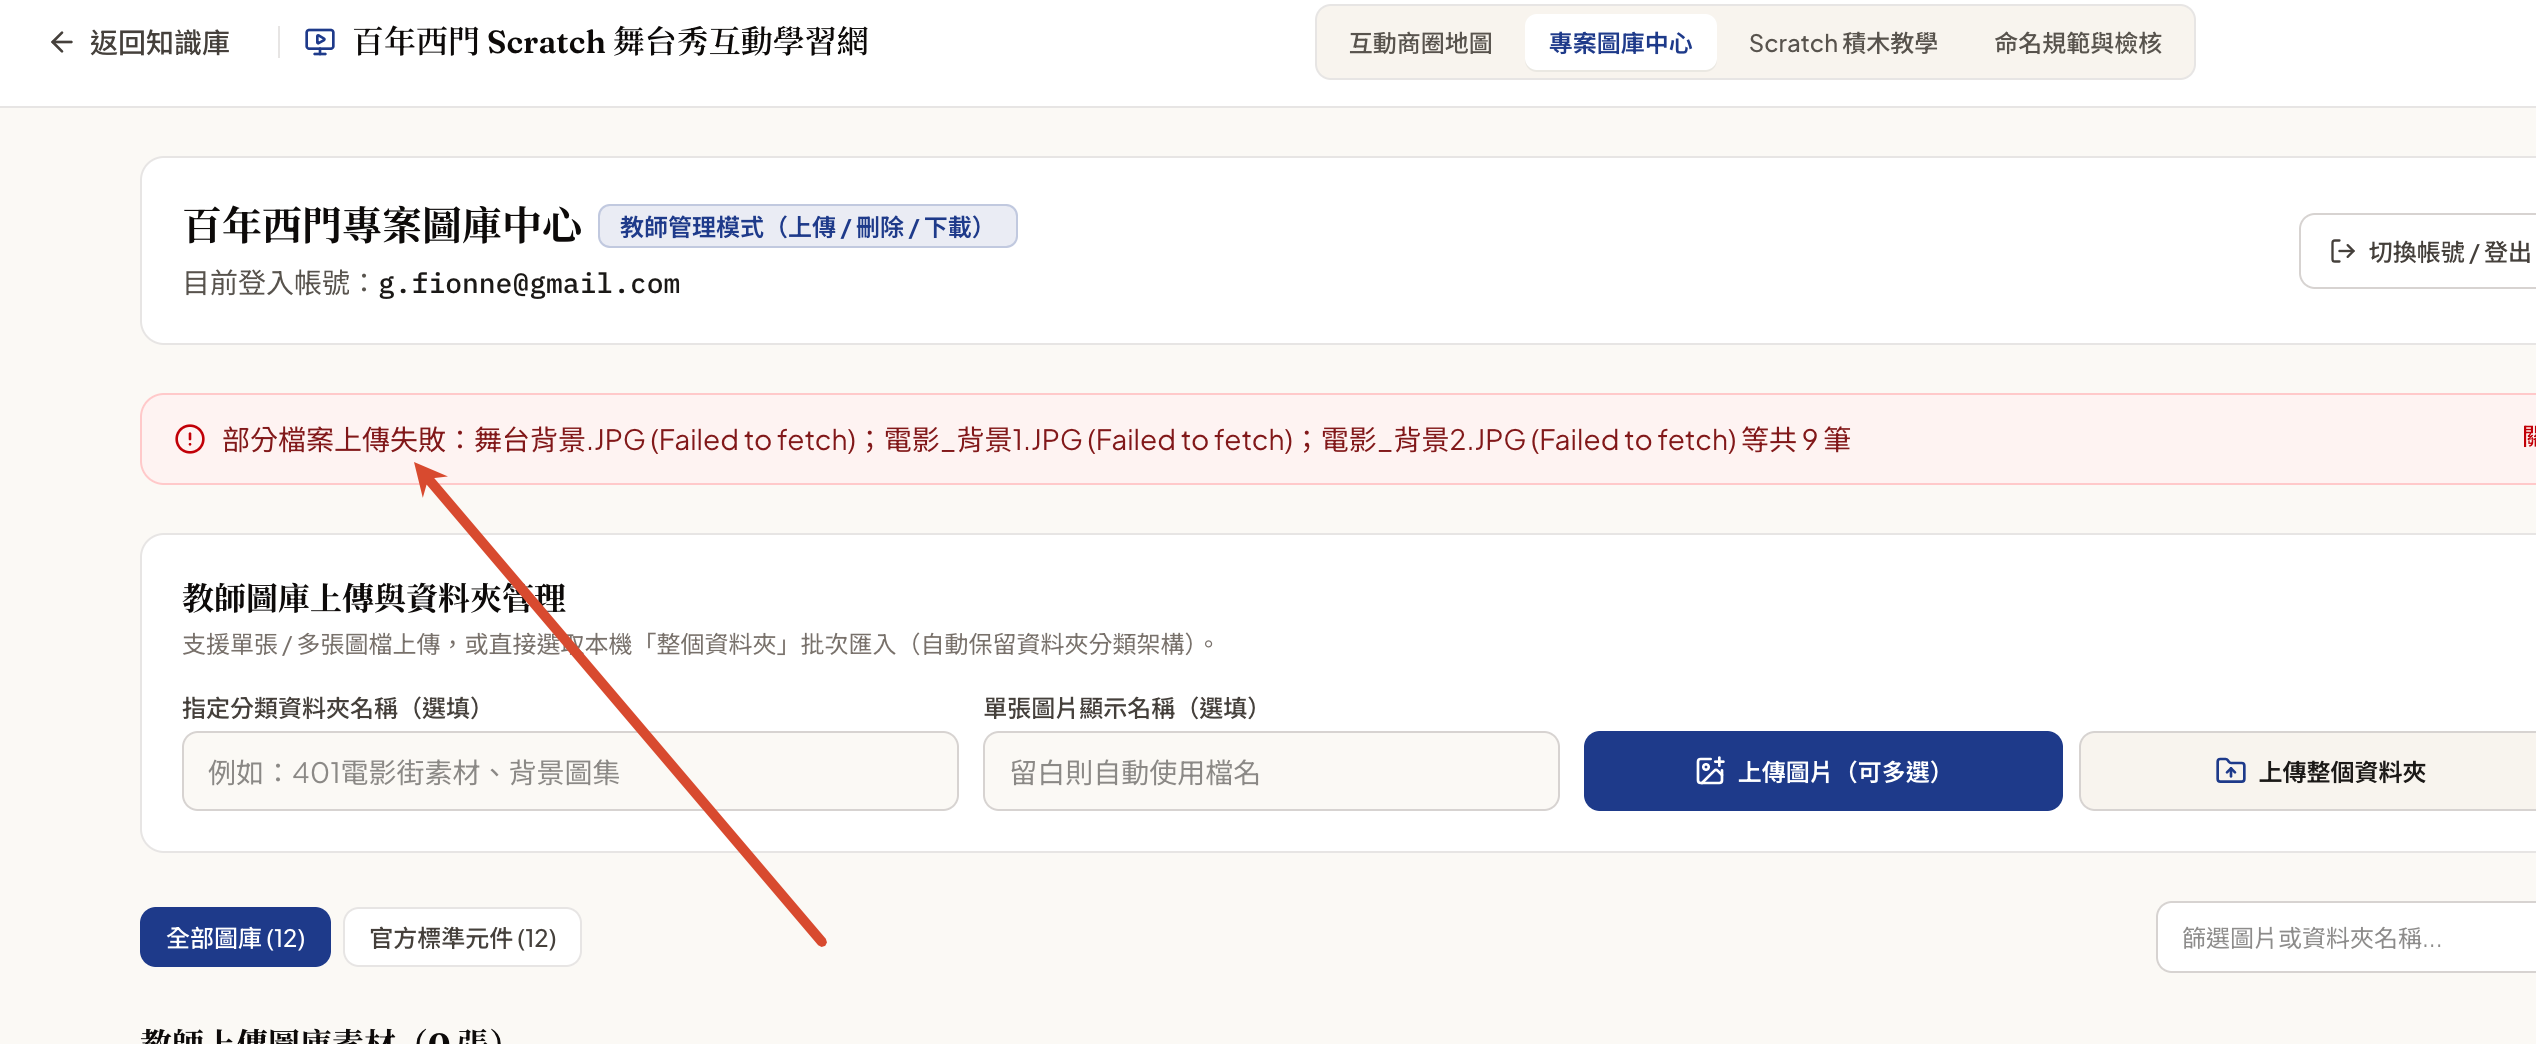 返回知識庫
百年西門 Scratch 舞台秀互動學習網
互動商圈地圖
專案圖庫中心
Scratch 積木教學
命名規範與檢核
百年西門專案圖庫中心
教師管理模式（上傳 / 刪除 / 下載）
目前登入帳號：g.fionne@gmail.com
切換帳號 / 登出
部分檔案上傳失敗：舞台背景.JPG (Failed to fetch)；電影_背景1.JPG (Failed to fetch)；電影_背景2.JPG (Failed to fetch) 等共 9 筆
教師圖庫上傳與資料夾管理
支援單張 / 多張圖檔上傳，或直接選取本機「整個資料夾」批次匯入（自動保留資料夾分類架構）。
指定分類資料夾名稱（選填）
單張圖片顯示名稱（選填）
例如：401電影街素材、背景圖集
留白則自動使用檔名
上傳圖片（可多選）
上傳整個資料夾
全部圖庫 (12)
官方標準元件 (12)
篩選圖片或資料夾名稱...
教師上傳圖庫素材（0 張）